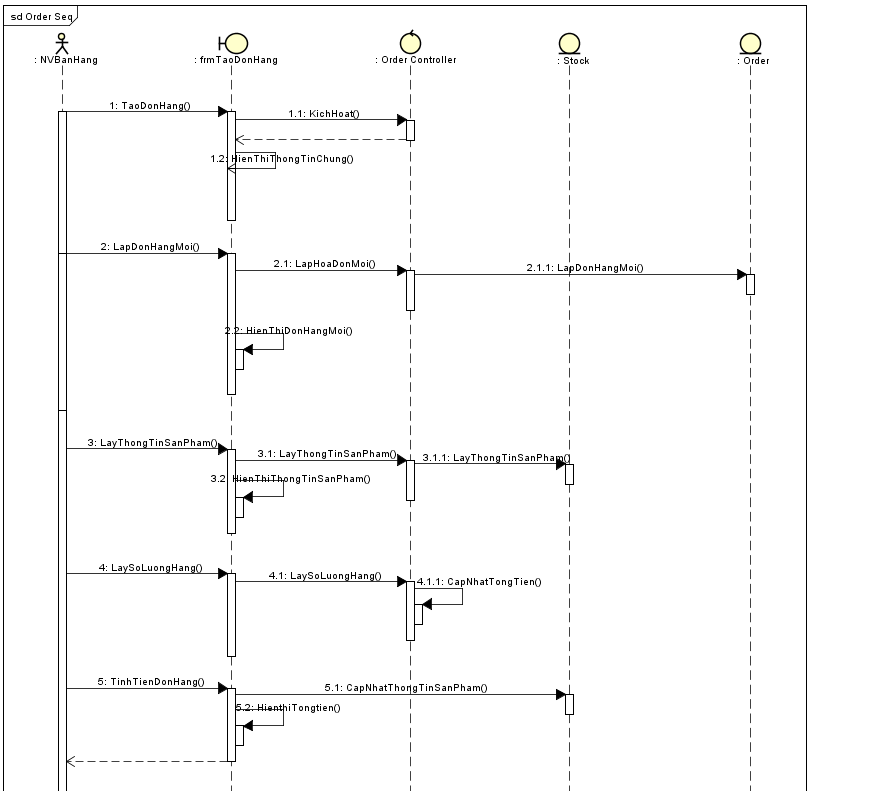 sd Order Seq
: NVBanHang
: frmTaoDonHang
: Order Controller
: Stock
: Order
1: TaoDonHang()
1.1: KichHoat()
1.2: HienThiThongTinChung()
2: LapDonHangMoi()
2.1: LapHoaDonMoi()
2.1.1: LapDonHangMoi()
2.2: HienThiDonHangMoi()
3: LayThongTinSanPham()
3.1: LayThongTinSanPham()
3.1.1: LayThongTinSanPham()
3.2: HienThiThongTinSanPham()
4: LaySoLuongHang()
4.1: LaySoLuongHang()
4.1.1: CapNhatTongTien()
5: TinhTienDonHang()
5.1: CapNhatThongTinSanPham()
5.2: HienthiTongtien()